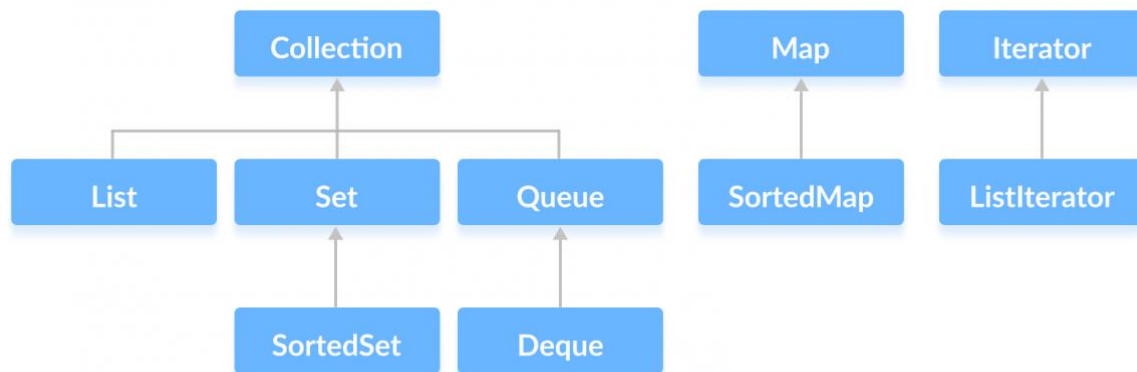 Collection
Map
Iterator
List
Set
Queue
SortedMap
ListIterator
SortedSet
Deque